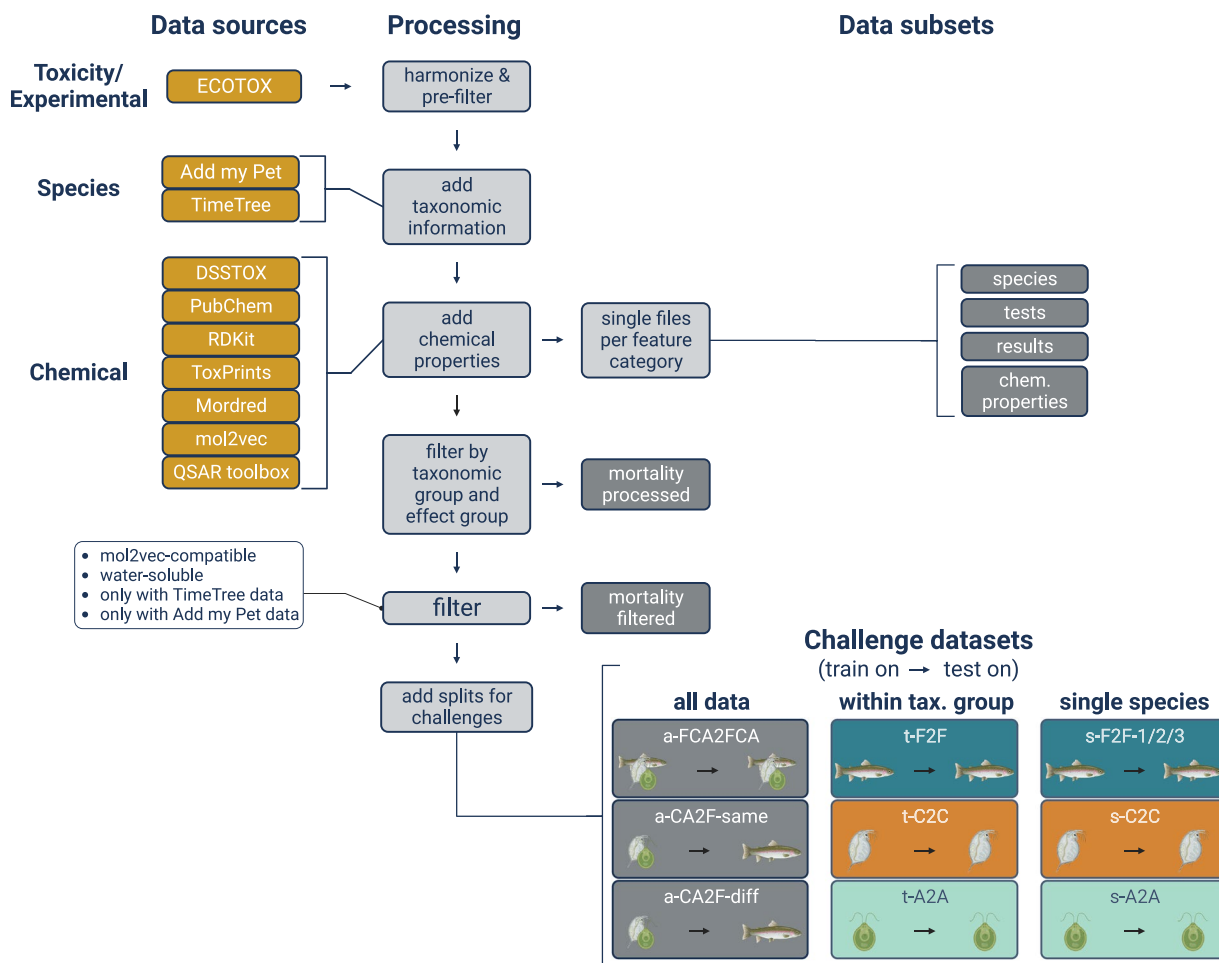 Data sources
Processing
Data subsets
Toxicity/
Experimental
ECOTOX
harmonize &
pre-filter
Species
Add my Pet
TimeTree
add
taxonomic
information
Chemical
DSSTOX
PubChem
RDKit
ToxPrints
Mordred
mol2vec
QSAR toolbox
add
chemical
properties
single files
per feature
category
species
tests
results
chem.
properties
filter by
taxonomic
group and
effect group
mortality
processed
• mol2vec-compatible
• water-soluble
• only with TimeTree data
• only with Add my Pet data
filter
mortality
filtered
add splits for
challenges
Challenge datasets
(train on → test on)
all data
within tax. group
single species
a-FCA2FCA
t-F2F
s-F2F-1/2/3
a-CA2F-same
t-C2C
s-C2C
a-CA2F-diff
t-A2A
s-A2A